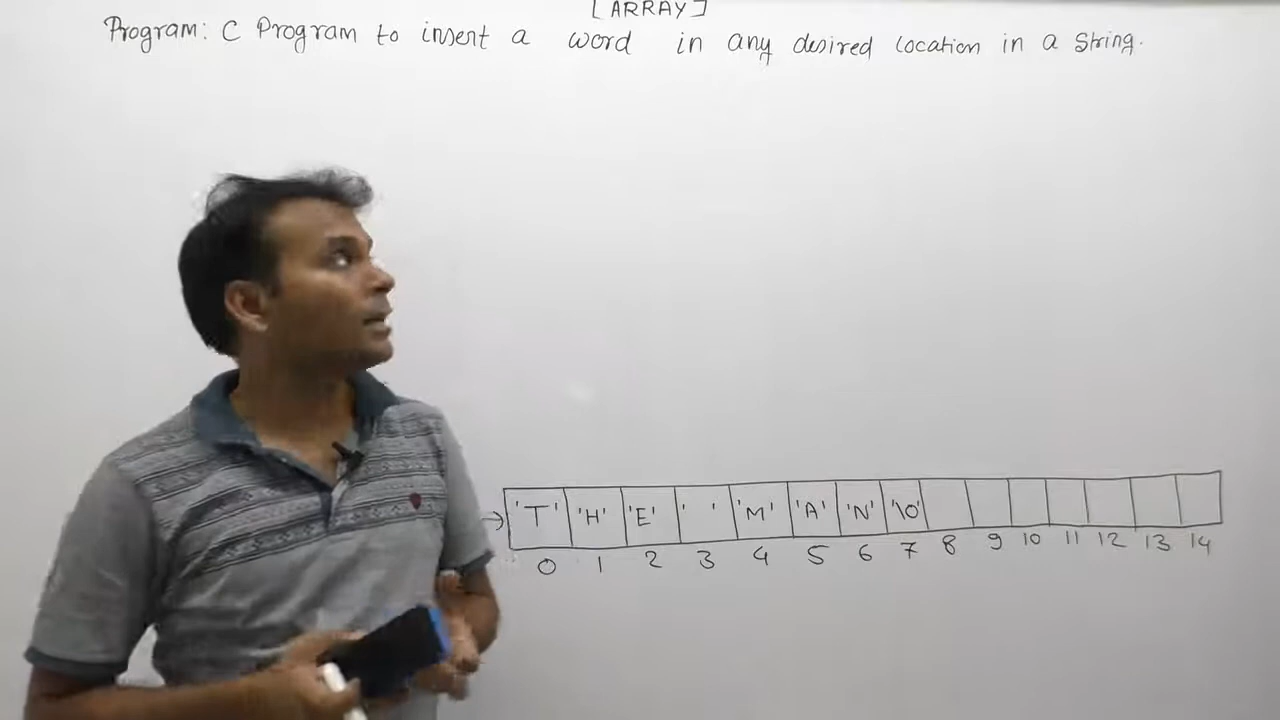 [ARRAY]
Program: C Program to insert a word in any desired location in a String.
'T' 'H' 'E' ' ' 'M' 'A' 'N' '\0'
0 1 2 3 4 5 6 7 8 9 10 11 12 13 14